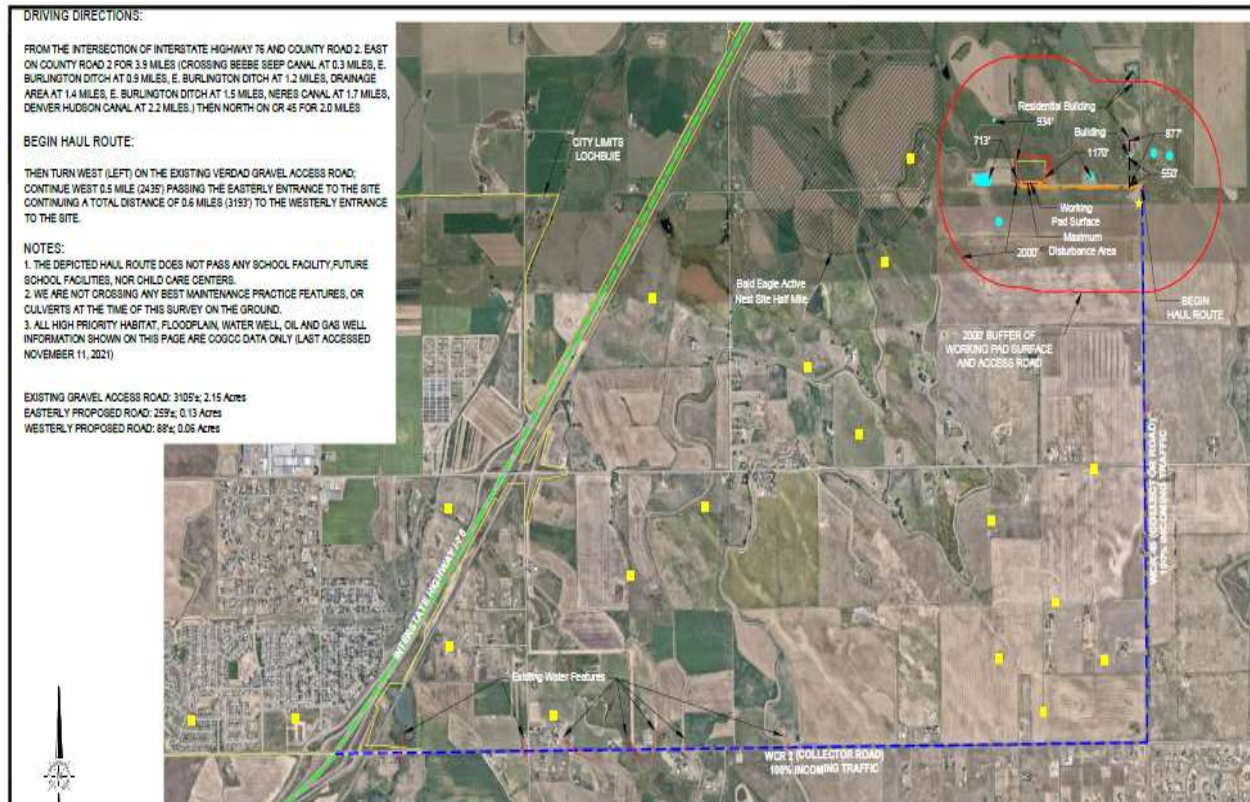 DRIVING DIRECTIONS:
FROM THE INTERSECTION OF INTERSTATE HIGHWAY 76 AND COUNTY ROAD 2. EAST
ON COUNTY ROAD 2 FOR 3.9 MILES (CROSSING BEEBE SEEP CANAL AT 0.3 MILES, E.
BURLINGTON DITCH AT 0.9 MILES, E. BURLINGTON DITCH AT 1.2 MILES, DRAINAGE
AREA AT 1.4 MILES, E. BURLINGTON DITCH AT 1.5 MILES, NERES CANAL AT 1.7 MILES,
DENVER HUDSON CANAL AT 2.2 MILES.) THEN NORTH ON CR 45 FOR 2.0 MILES
BEGIN HAUL ROUTE:
THEN TURN WEST (LEFT) ON THE EXISTING VERDAD GRAVEL ACCESS ROAD;
CONTINUE WEST 0.5 MILE (2435') PASSING THE EASTERLY ENTRANCE TO THE SITE
CONTINUING A TOTAL DISTANCE OF 0.6 MILES (3193') TO THE WESTERLY ENTRANCE
TO THE SITE.
NOTES:
1. THE DEPICTED HAUL ROUTE DOES NOT PASS ANY SCHOOL FACILITY,FUTURE
SCHOOL FACILITIES, NOR CHILD CARE CENTERS.
2. WE ARE NOT CROSSING ANY BEST MAINTENANCE PRACTICE FEATURES, OR
CULVERTS AT THE TIME OF THIS SURVEY ON THE GROUND.
3. ALL HIGH PRIORITY HABITAT, FLOODPLAIN, WATER WELL, OIL AND GAS WELL
INFORMATION SHOWN ON THIS PAGE ARE COGCC DATA ONLY (LAST ACCESSED
NOVEMBER 11, 2021)
EXISTING GRAVEL ACCESS ROAD: 3105'±; 2.15 Acres
EASTERLY PROPOSED ROAD: 259'±; 0.13 Acres
WESTERLY PROPOSED ROAD: 88'±; 0.06 Acres
CITY LIMITS
LOCHBUIE
Residential Building
934'
Building
877'
713'
1170'
550'
Working
Pad Surface
Maximum
Disturbance Area
2000'
Bald Eagle Active
Nest Site Half Mile
BEGIN
HAUL ROUTE
2000' BUFFER OF
WORKING PAD SURFACE
AND ACCESS ROAD
INTERSTATE HIGHWAY I-76
WCR 45 (COLLECTOR ROAD)
100% INCOMING TRAFFIC
Existing Water Features
WCR 2 (COLLECTOR ROAD)
100% INCOMING TRAFFIC